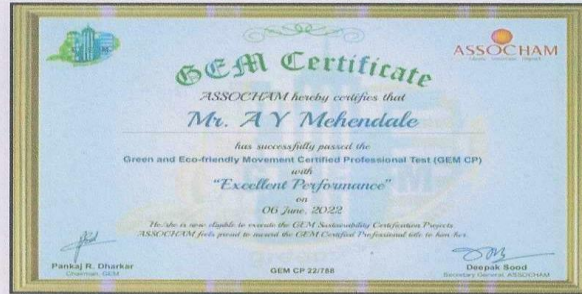 ASSOCHAM
GEM Certificate
ASSOCHAM hereby certifies that
Mr. A Y Mehendale
has successfully passed the
Green and Eco-friendly Movement Certified Professional Test (GEM CP)
with
"Excellent Performance"
on
06 June, 2022
He/she is now eligible to execute the GEM Sustainability Certification Projects
ASSOCHAM feels proud to award the GEM Certified Professional title to him/her.
Pankaj R. Dharkar
Chairman, GEM
GEM CP 22/788
Deepak Sood
Secretary General, ASSOCHAM